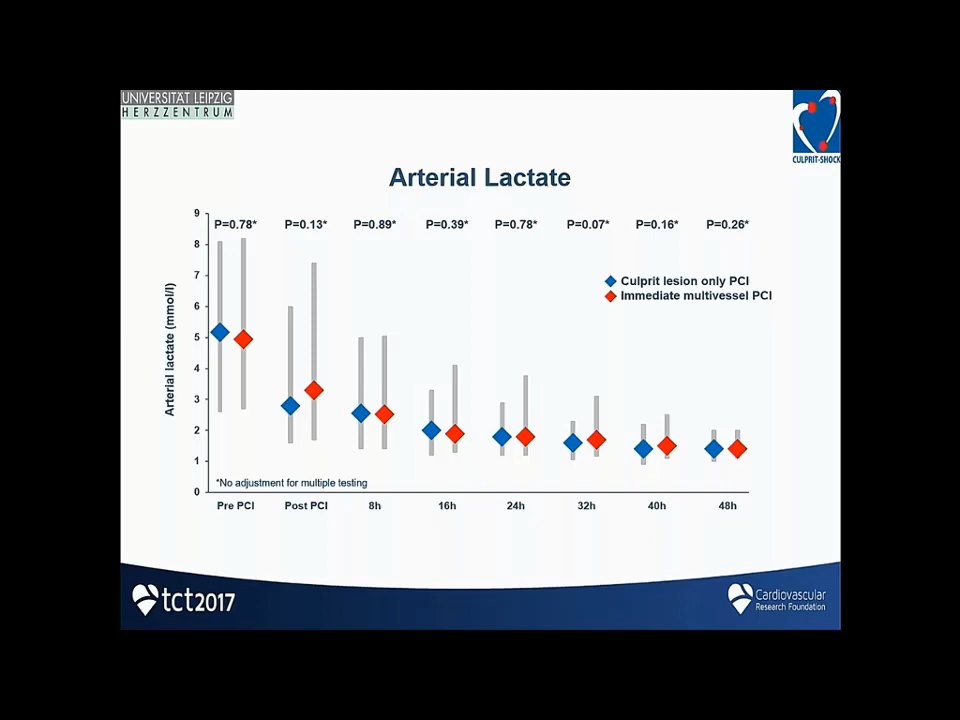 UNIVERSITÄT LEIPZIG
HERZZENTRUM
CULPRIT-SHOCK
Arterial Lactate
P=0.78* P=0.13* P=0.89* P=0.39* P=0.78* P=0.07* P=0.16* P=0.26*
Culprit lesion only PCI
Immediate multivessel PCI
Arterial lactate (mmol/l)
9
8
7
6
5
4
3
2
1
0
*No adjustment for multiple testing
Pre PCI Post PCI 8h 16h 24h 32h 40h 48h
tct2017
Cardiovascular
Research Foundation